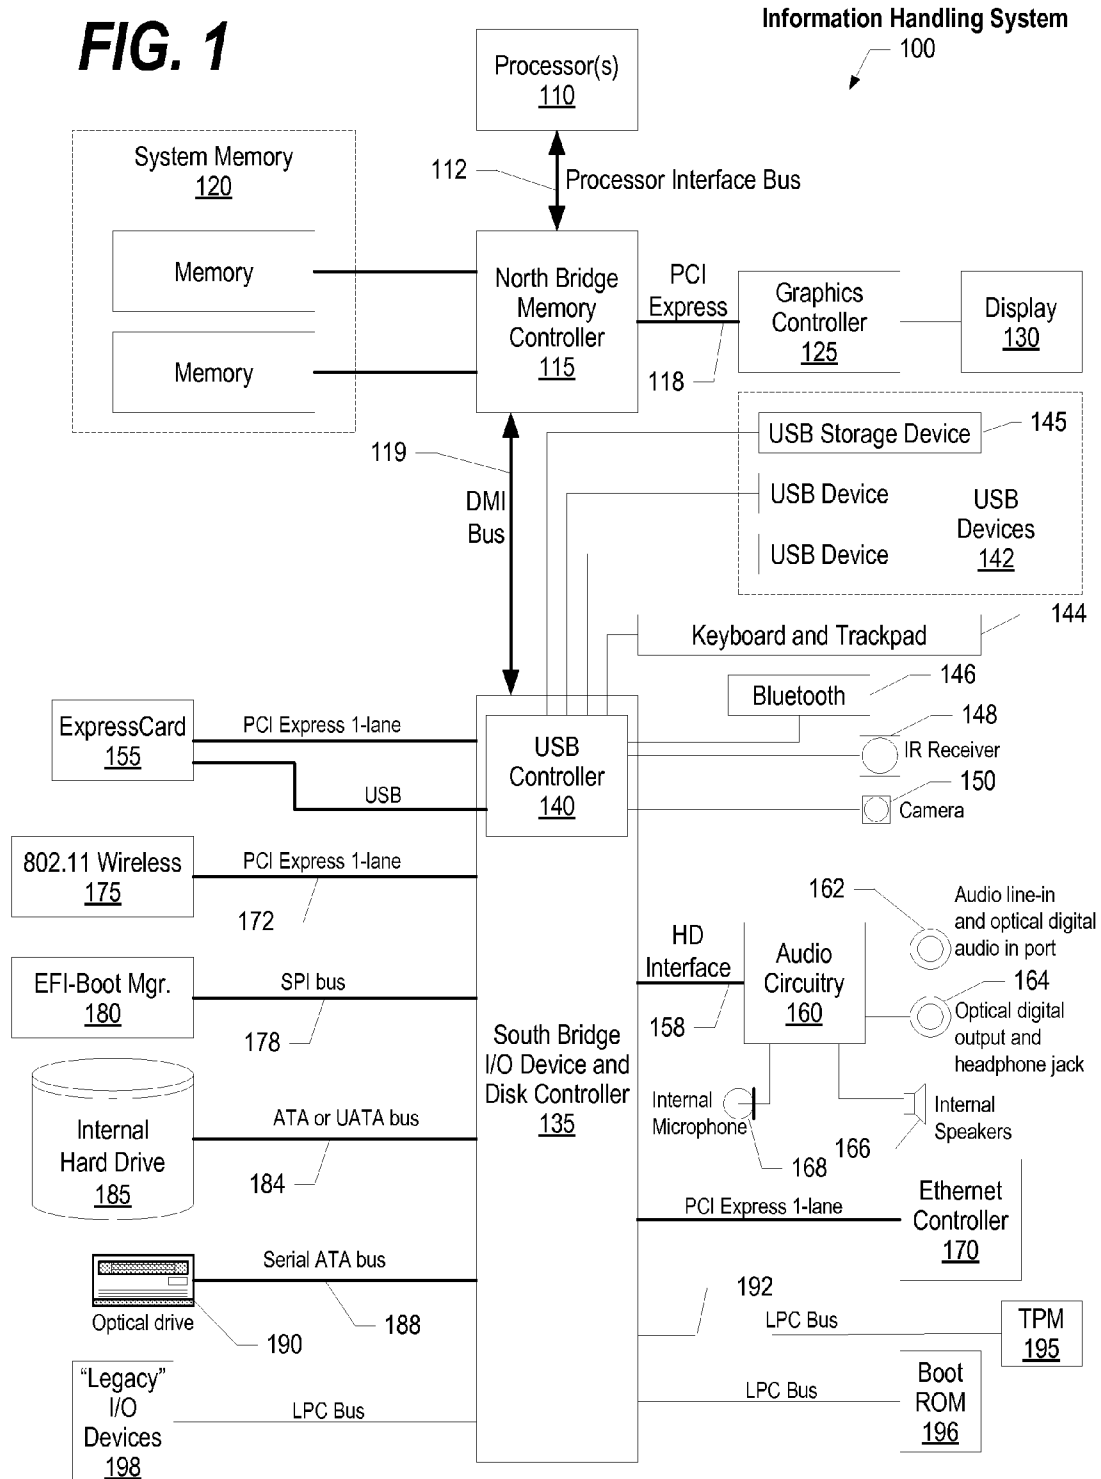 FIG. 1
Information Handling System
100
Processor(s)
110
112
Processor Interface Bus
System Memory
120
Memory
Memory
North Bridge
Memory
Controller
115
PCI
Express
118
Graphics
Controller
125
Display
130
119
DMI
Bus
USB Storage Device
145
USB Device
USB Device
USB
Devices
142
144
Keyboard and Trackpad
146
Bluetooth
148
IR Receiver
150
Camera
ExpressCard
155
PCI Express 1-lane
USB
USB
Controller
140
802.11 Wireless
175
PCI Express 1-lane
172
EFI-Boot Mgr.
180
SPI bus
178
162
Audio line-in
and optical digital
audio in port
HD
Interface
158
Audio
Circuitry
160
164
Optical digital
output and
headphone jack
South Bridge
I/O Device and
Disk Controller
135
Internal
Microphone
168
166
Internal
Speakers
Internal
Hard Drive
185
ATA or UATA bus
184
PCI Express 1-lane
Ethernet
Controller
170
Optical drive
190
Serial ATA bus
188
192
LPC Bus
TPM
195
LPC Bus
Boot
ROM
196
“Legacy”
I/O
Devices
198
LPC Bus